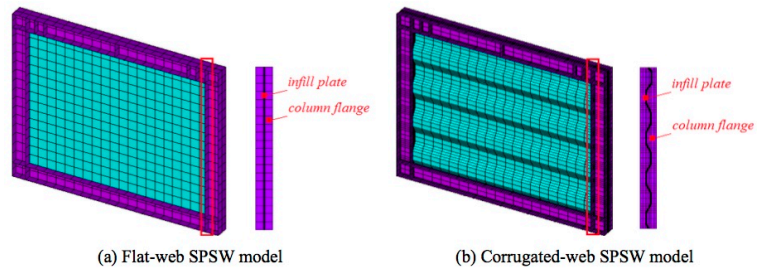 infill plate
column flange
infill plate
column flange
(a) Flat-web SPSW model
(b) Corrugated-web SPSW model